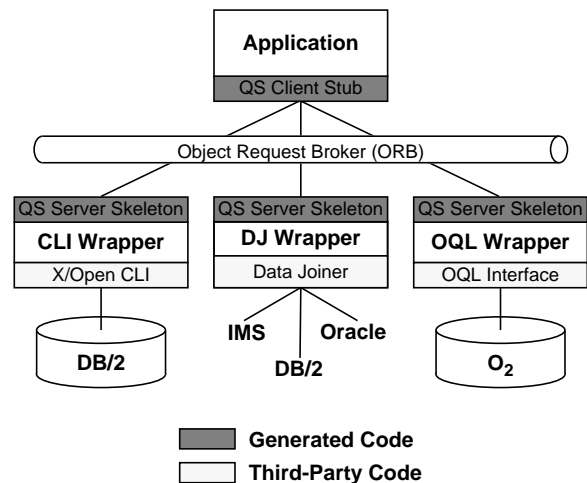 Application
QS Client Stub
Object Request Broker (ORB)
QS Server Skeleton
CLI Wrapper
X/Open CLI
DB/2
QS Server Skeleton
DJ Wrapper
Data Joiner
IMS
Oracle
DB/2
QS Server Skeleton
OQL Wrapper
OQL Interface
O2
Generated Code
Third-Party Code